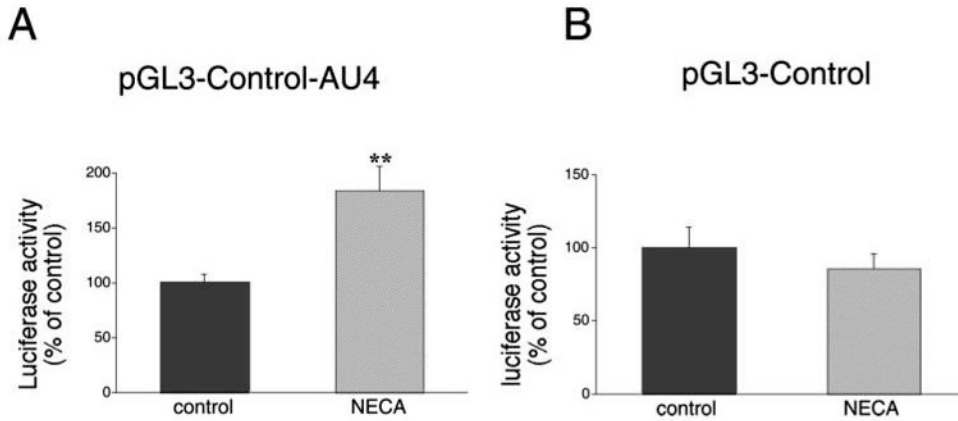 A
pGL3-Control-AU4
Luciferase activity
(% of control)
200
150
100
50
0
**
control
NECA
B
pGL3-Control
luciferase activity
(% of control)
150
100
50
0
control
NECA